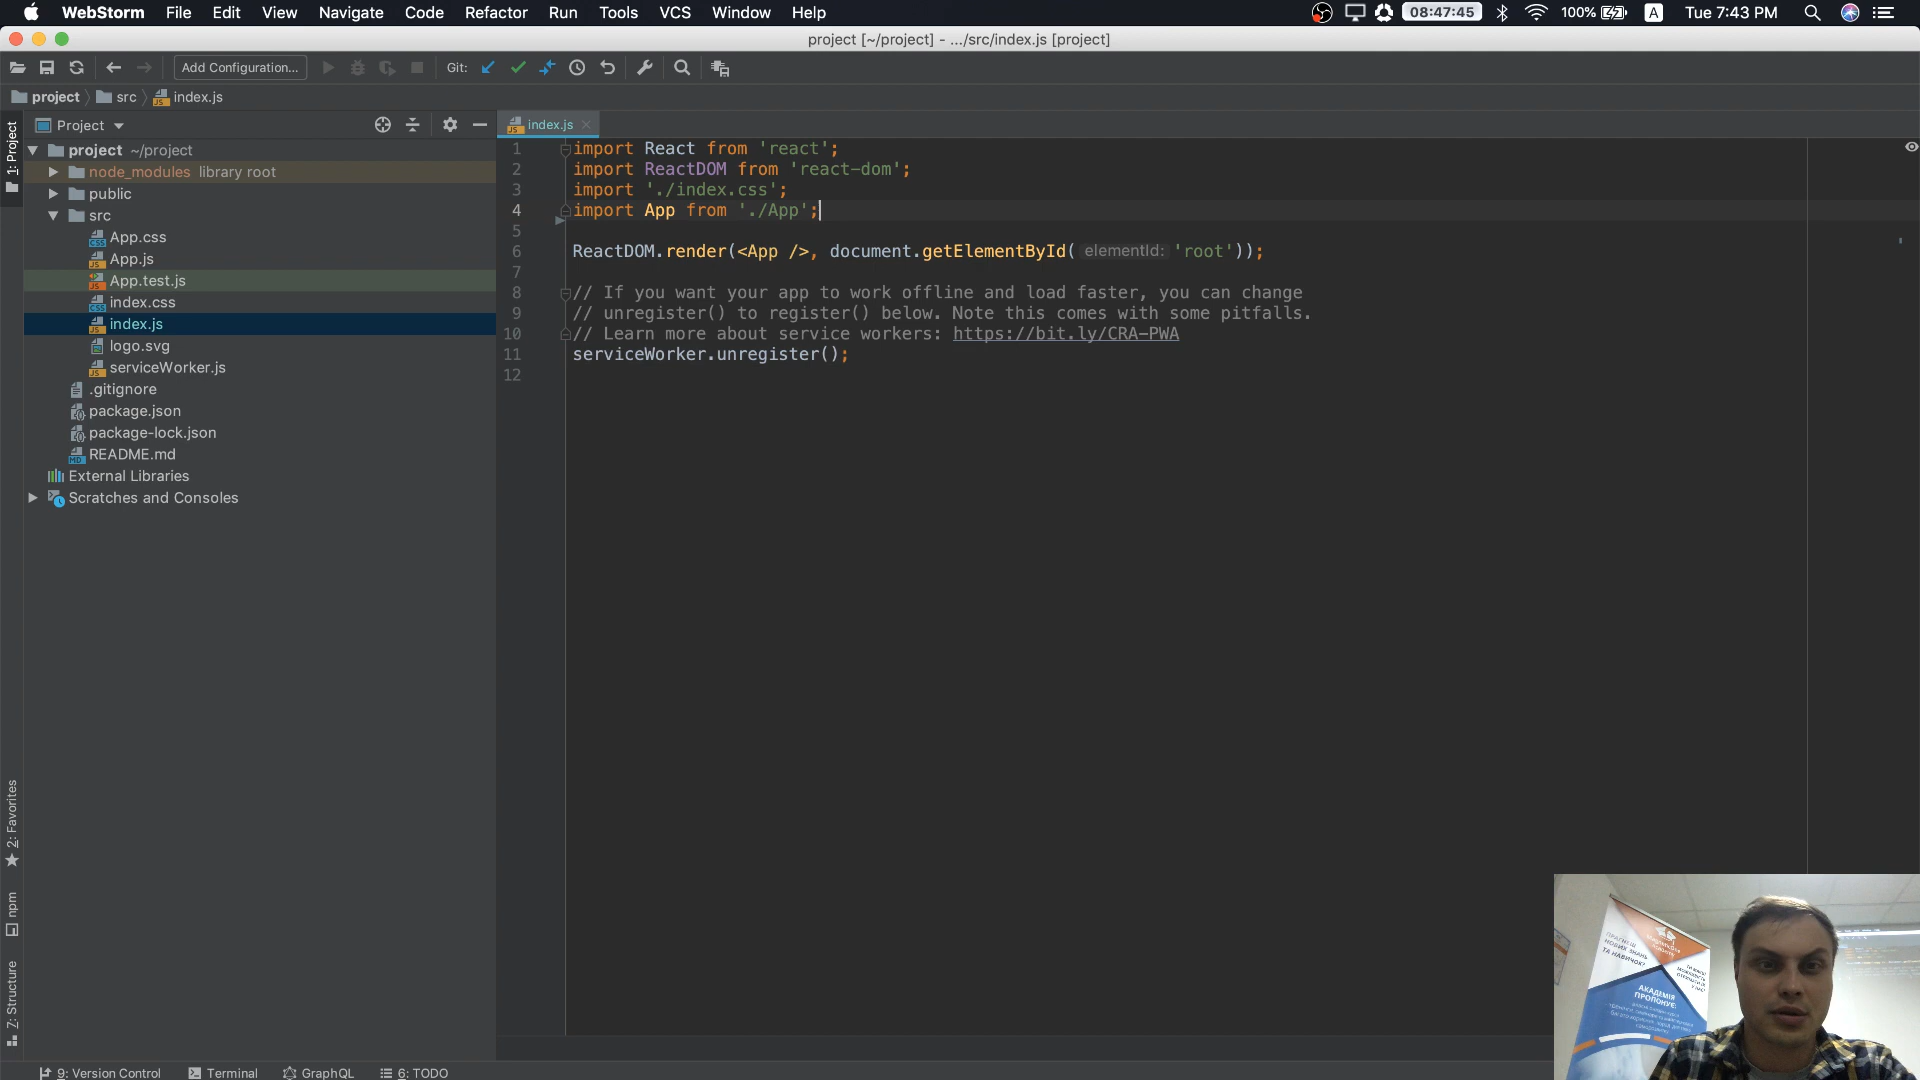 WebStorm File Edit View Navigate Code Refactor Run Tools VCS Window Help 08:47:45 100% A Tue 7:43 PM
project [~/project] - .../src/index.js [project]
Add Configuration... Git:
project src index.js
Project
index.js
1: Project
project ~/project
node_modules library root
public
src
App.css
App.js
App.test.js
index.css
index.js
logo.svg
serviceWorker.js
.gitignore
package.json
package-lock.json
README.md
External Libraries
Scratches and Consoles
1 import React from 'react';
2 import ReactDOM from 'react-dom';
3 import './index.css';
4 import App from './App';
5
6 ReactDOM.render(<App />, document.getElementById( elementId: 'root'));
7
8 // If you want your app to work offline and load faster, you can change
9 // unregister() to register() below. Note this comes with some pitfalls.
10 // Learn more about service workers: https://bit.ly/CRA-PWA
11 serviceWorker.unregister();
12
2: Favorites
npm
7: Structure
ПРАГНЕШ
НОВИХ ЗНАНЬ
ТА НАВИЧОК?
АКАДЕМІЯ
ПРОПОНУЄ:
9: Version Control Terminal GraphQL 6: TODO